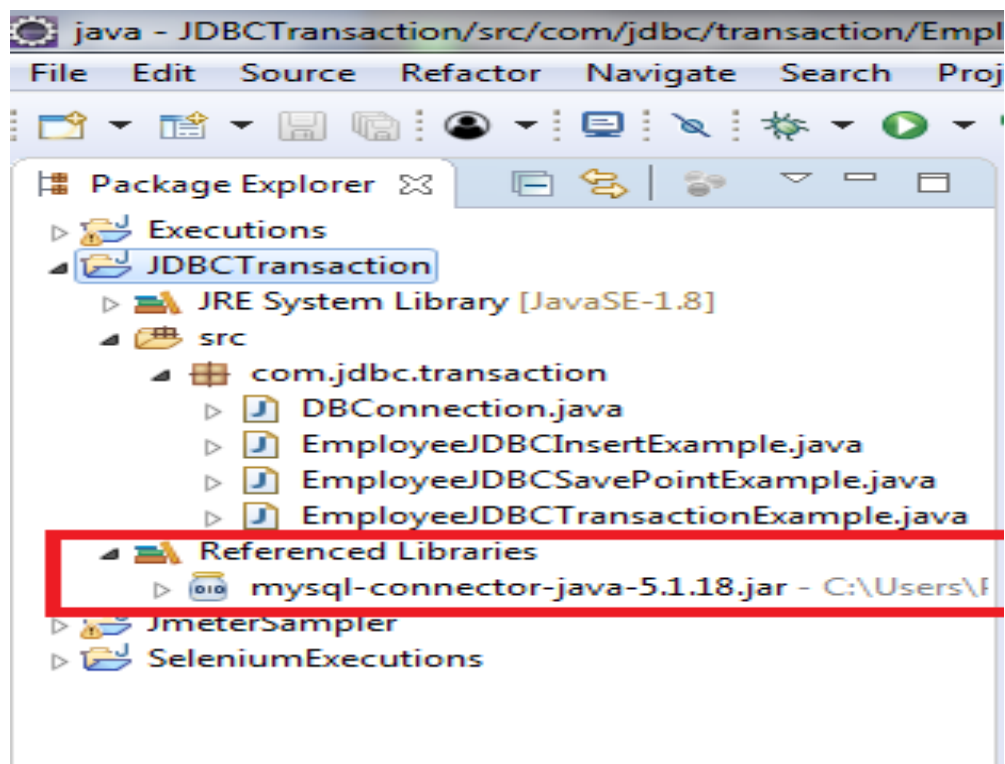 java - JDBCTransaction/src/com/jdbc/transaction/Empl
File Edit Source Refactor Navigate Search Proj
Package Explorer
Executions
JDBCTransaction
JRE System Library [JavaSE-1.8]
src
com.jdbc.transaction
DBConnection.java
EmployeeJDBCInsertExample.java
EmployeeJDBCSavePointExample.java
EmployeeJDBCTransactionExample.java
Referenced Libraries
mysql-connector-java-5.1.18.jar - C:\Users\
JmeterSampler
SeleniumExecutions